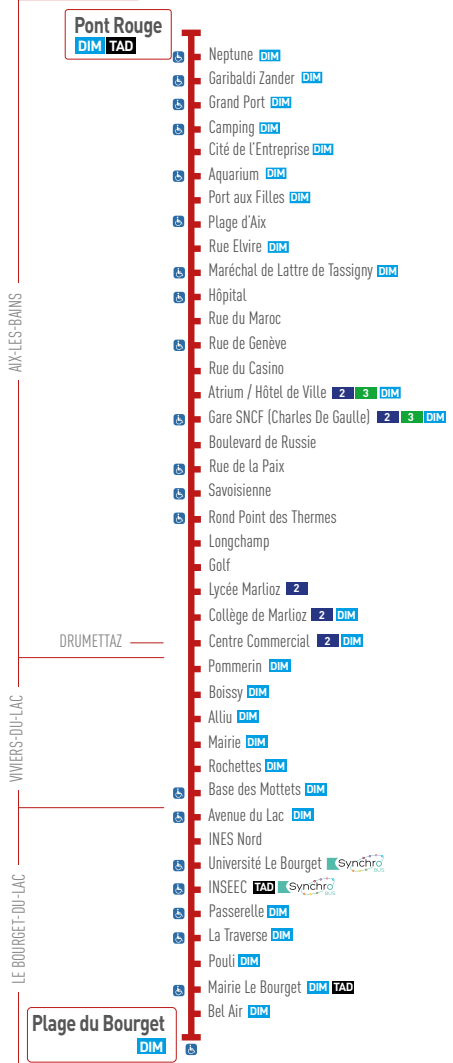 Pont Rouge
DIM TAD
Neptune DIM
Garibaldi Zander DIM
Grand Port DIM
Camping DIM
Cité de l'Entreprise DIM
Aquarium DIM
Port aux Filles DIM
Plage d'Aix
Rue Elvire DIM
Maréchal de Lattre de Tassigny DIM
Hôpital
Rue du Maroc
Rue de Genève
Rue du Casino
Atrium / Hôtel de Ville 2 3 DIM
Gare SNCF (Charles De Gaulle) 2 3 DIM
Boulevard de Russie
Rue de la Paix
Savoisienne
Rond Point des Thermes
Longchamp
Golf
Lycée Marlioz 2
Collège de Marlioz 2 DIM
Centre Commercial 2 DIM
Pommerin DIM
Boissy DIM
Alliu DIM
Mairie DIM
Rochettes DIM
Base des Mottets DIM
Avenue du Lac DIM
INES Nord
Université Le Bourget Synchro BUS
INSEEC TAD Synchro BUS
Passerelle DIM
La Traverse DIM
Pouli DIM
Mairie Le Bourget DIM TAD
Bel Air DIM
Plage du Bourget
DIM
AIX-LES-BAINS
DRUMETTAZ
VIVIERS-DU-LAC
LE BOURGET-DU-LAC